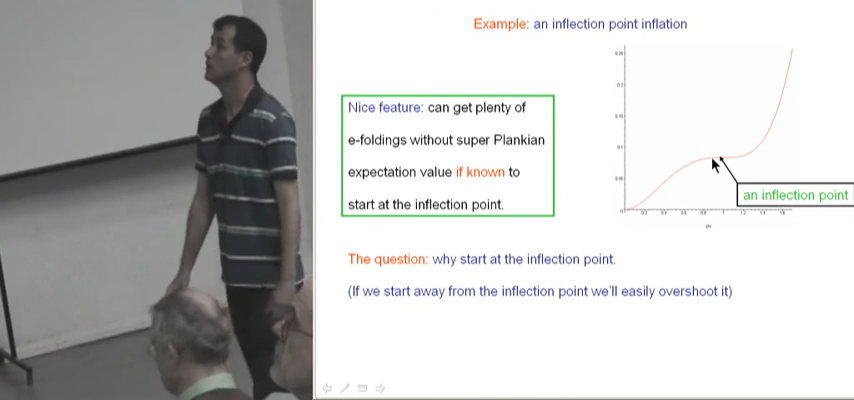 Example: an inflection point inflation
Nice feature: can get plenty of
e-foldings without super Plankian
expectation value if known to
start at the inflection point.
an inflection point
The question: why start at the inflection point.
(If we start away from the inflection point we'll easily overshoot it)